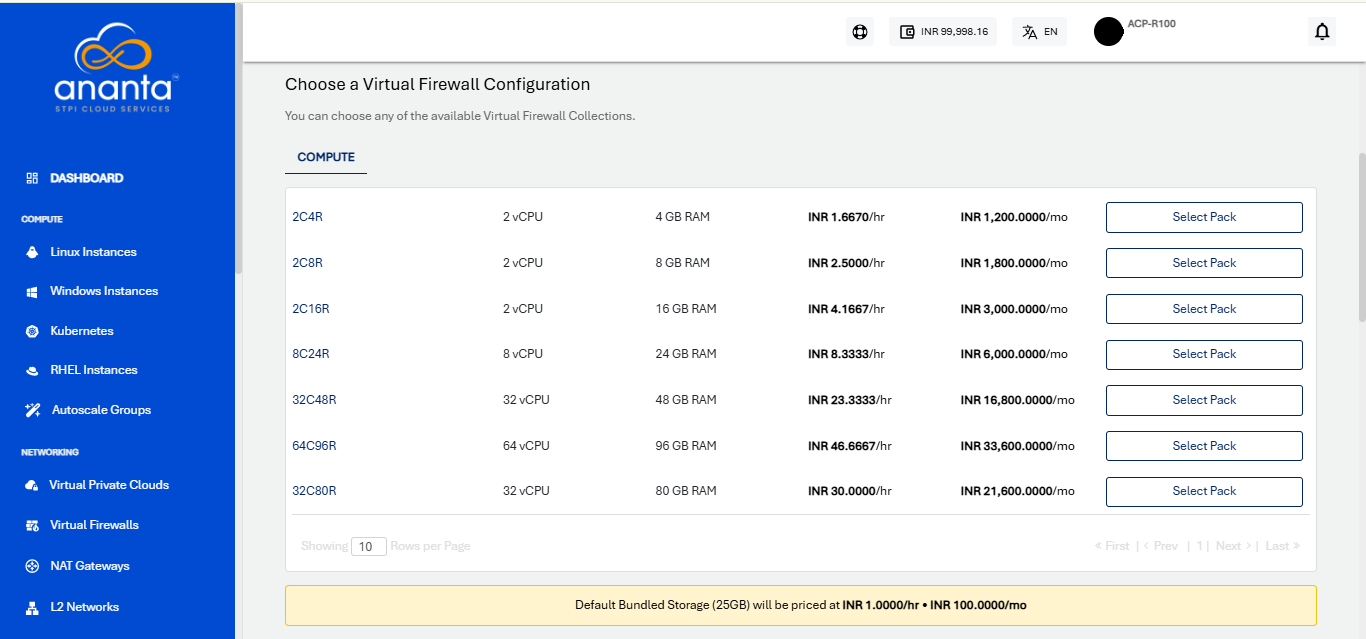 ananta™
STPI CLOUD SERVICES
DASHBOARD
COMPUTE
Linux Instances
Windows Instances
Kubernetes
RHEL Instances
Autoscale Groups
NETWORKING
Virtual Private Clouds
Virtual Firewalls
NAT Gateways
L2 Networks
INR 99,998.16 EN ACP-R100
Choose a Virtual Firewall Configuration
You can choose any of the available Virtual Firewall Collections.
COMPUTE
2C4R 2 vCPU 4 GB RAM INR 1.6670/hr INR 1,200.0000/mo Select Pack
2C8R 2 vCPU 8 GB RAM INR 2.5000/hr INR 1,800.0000/mo Select Pack
2C16R 2 vCPU 16 GB RAM INR 4.1667/hr INR 3,000.0000/mo Select Pack
8C24R 8 vCPU 24 GB RAM INR 8.3333/hr INR 6,000.0000/mo Select Pack
32C48R 32 vCPU 48 GB RAM INR 23.3333/hr INR 16,800.0000/mo Select Pack
64C96R 64 vCPU 96 GB RAM INR 46.6667/hr INR 33,600.0000/mo Select Pack
32C80R 32 vCPU 80 GB RAM INR 30.0000/hr INR 21,600.0000/mo Select Pack
Showing 10 Rows per Page « First | ‹ Prev | 1 | Next › | Last »
Default Bundled Storage (25GB) will be priced at INR 1.0000/hr • INR 100.0000/mo